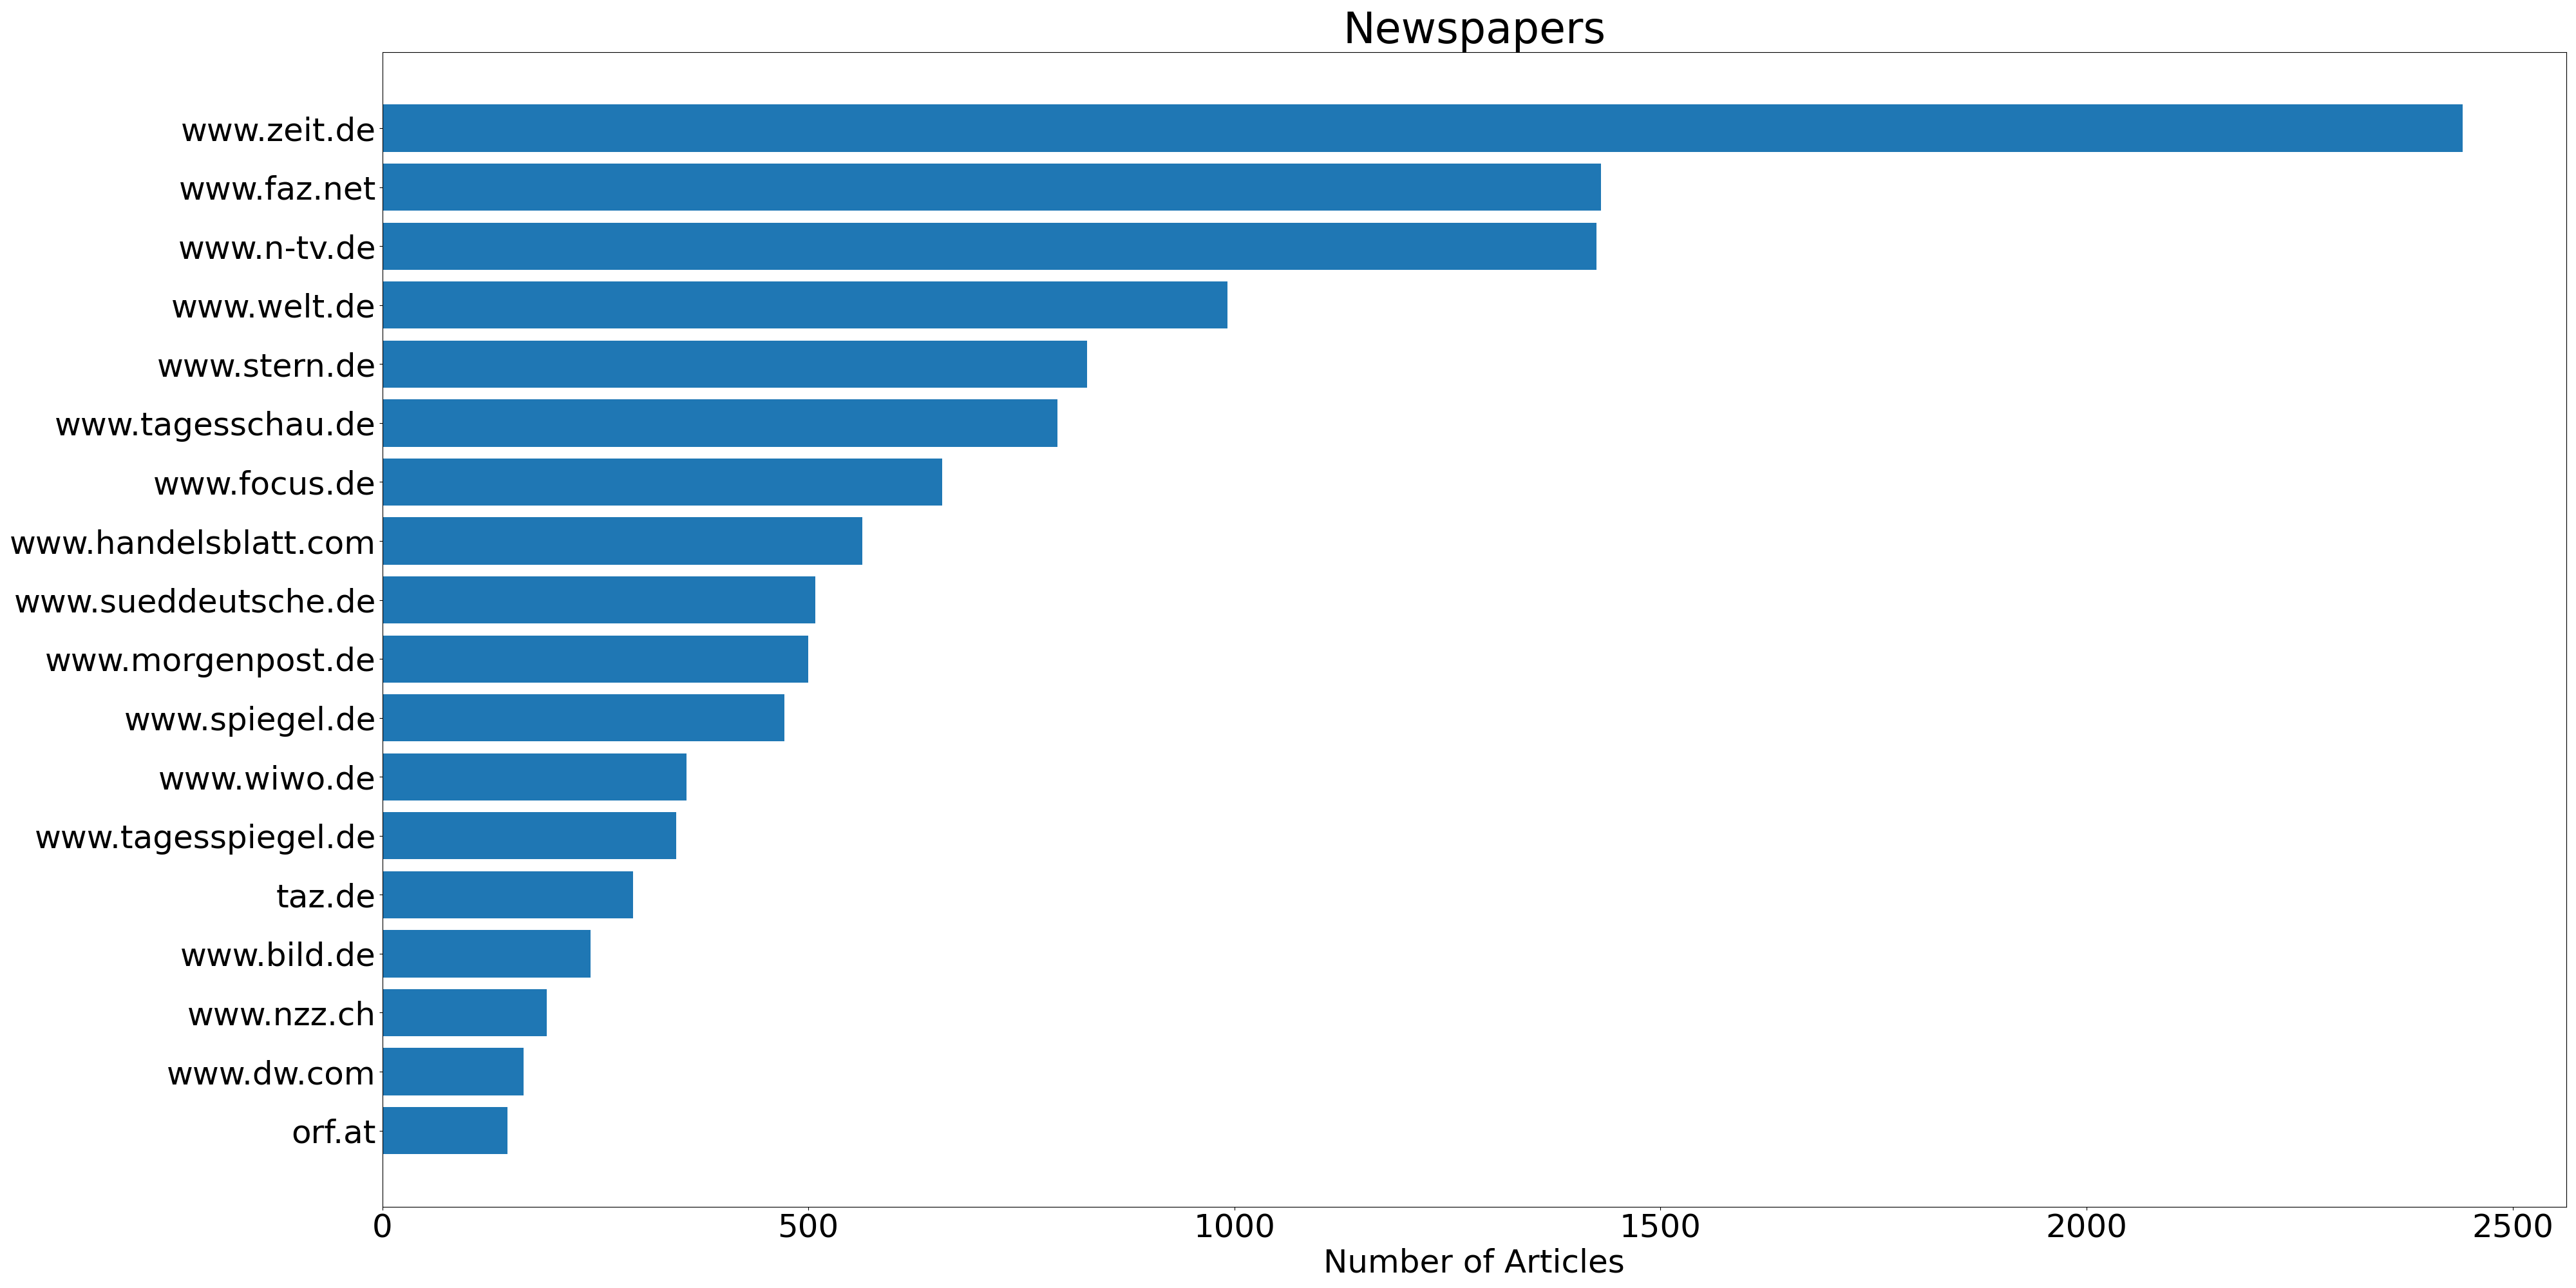 Newspapers
www.zeit.de
www.faz.net
www.n-tv.de
www.welt.de
www.stern.de
www.tagesschau.de
www.focus.de
www.handelsblatt.com
www.sueddeutsche.de
www.morgenpost.de
www.spiegel.de
www.wiwo.de
www.tagesspiegel.de
taz.de
www.bild.de
www.nzz.ch
www.dw.com
orf.at
0 500 1000 1500 2000 2500
Number of Articles